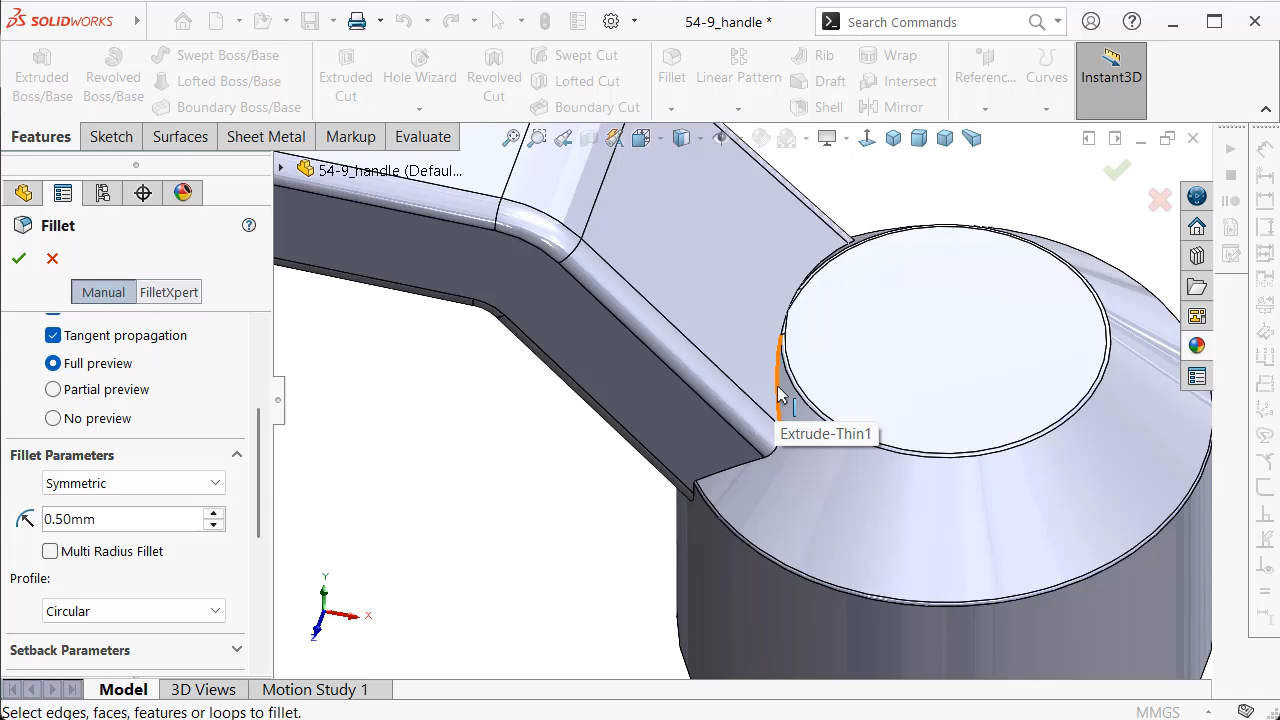 SOLIDWORKS
54-9_handle *
Search Commands
Extruded Boss/Base
Revolved Boss/Base
Swept Boss/Base
Lofted Boss/Base
Boundary Boss/Base
Extruded Cut
Hole Wizard
Revolved Cut
Swept Cut
Lofted Cut
Boundary Cut
Fillet
Linear Pattern
Rib
Draft
Shell
Wrap
Intersect
Mirror
Referenc...
Curves
Instant3D
Features
Sketch
Surfaces
Sheet Metal
Markup
Evaluate
54-9_handle (Defaul...
Fillet
Manual
FilletXpert
Tangent propagation
Full preview
Partial preview
No preview
Fillet Parameters
Symmetric
0.50mm
Multi Radius Fillet
Profile:
Circular
Setback Parameters
Extrude-Thin1
Y
X
Z
Model
3D Views
Motion Study 1
Select edges, faces, features or loops to fillet.
MMGS